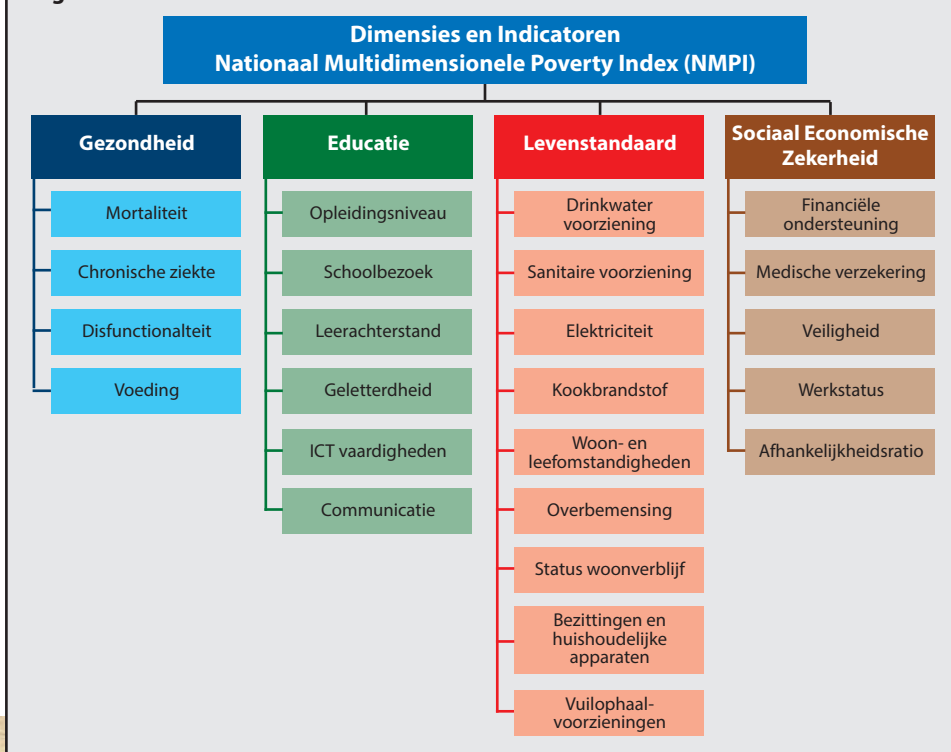 Dimensies en Indicatoren
Nationaal Multidimensionele Poverty Index (NMPI)
Gezondheid
Mortaliteit
Chronische ziekte
Disfunctionalteit
Voeding
Educatie
Opleidingsniveau
Schoolbezoek
Leerachterstand
Geletterdheid
ICT vaardigheden
Communicatie
Levenstandaard
Drinkwater
voorziening
Sanitaire voorziening
Elektriciteit
Kookbrandstof
Woon- en
leefomstandigheden
Overbemensing
Status woonverblijf
Bezittingen en
huishoudelijke
apparaten
Vuilophaal-
voorzieningen
Sociaal Economische
Zekerheid
Financiële
ondersteuning
Medische verzekering
Veiligheid
Werkstatus
Afhankelijkheidsratio